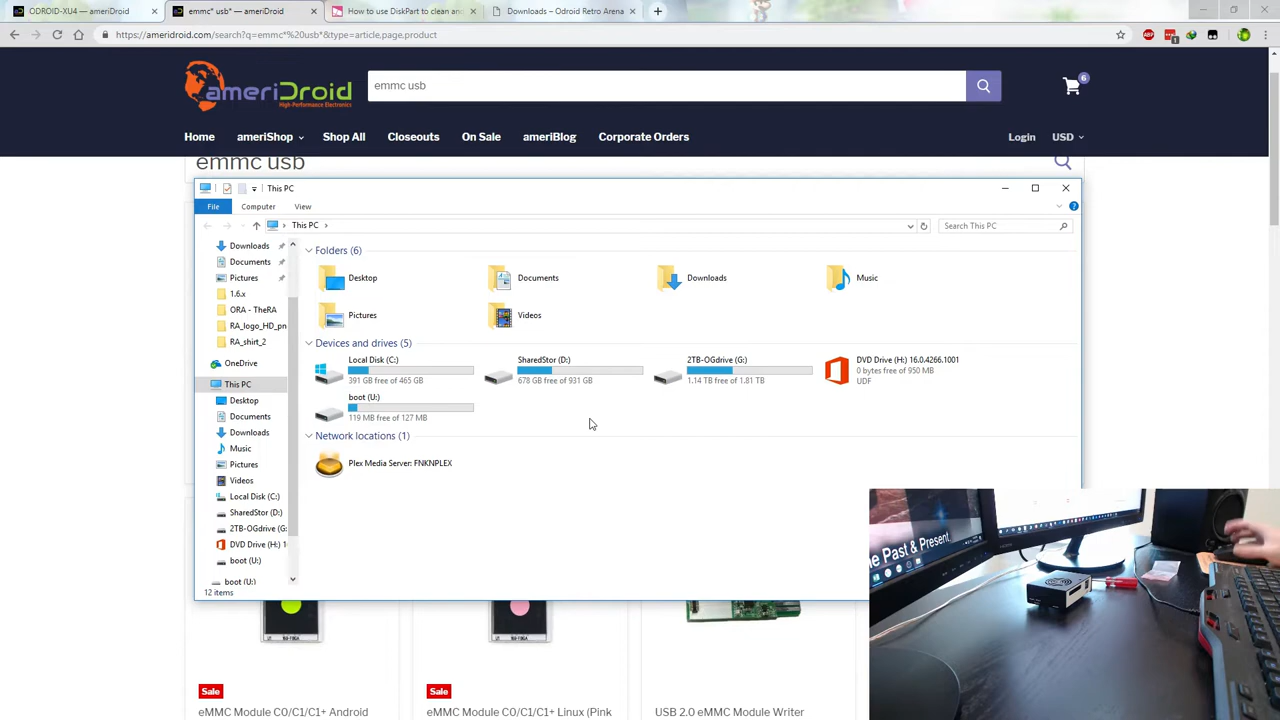 ODROID-XU4 — ameriDroid
emmc* usb* — ameriDroid
How to use DiskPart to clean and
Downloads – Odroid Retro Arena
https://ameridroid.com/search?q=emmc*%20usb*&type=article,page,product
ameriDroid
High-Performance Electronics
emmc usb
6
Home
ameriShop
Shop All
Closeouts
On Sale
ameriBlog
Corporate Orders
Login
USD
emmc usb
This PC
File
Computer
View
This PC
Search This PC
Downloads
Documents
Pictures
1.6.x
ORA - TheRA
RA_logo_HD_pn
RA_shirt_2
OneDrive
This PC
Desktop
Documents
Downloads
Music
Pictures
Videos
Local Disk (C:)
SharedStor (D:)
2TB-OGdrive (G:
DVD Drive (H:) 16
boot (U:)
boot (U:)
12 items
Folders (6)
Desktop
Documents
Downloads
Music
Pictures
Videos
Devices and drives (5)
Local Disk (C:)
391 GB free of 465 GB
SharedStor (D:)
678 GB free of 931 GB
2TB-OGdrive (G:)
1.14 TB free of 1.81 TB
DVD Drive (H:) 16.0.4266.1001
0 bytes free of 950 MB
UDF
boot (U:)
119 MB free of 127 MB
Network locations (1)
Plex Media Server: FNKNPLEX
he Past & Present.
Sale
eMMC Module C0/C1/C1+ Android
Sale
eMMC Module C0/C1/C1+ Linux (Pink
USB 2.0 eMMC Module Writer